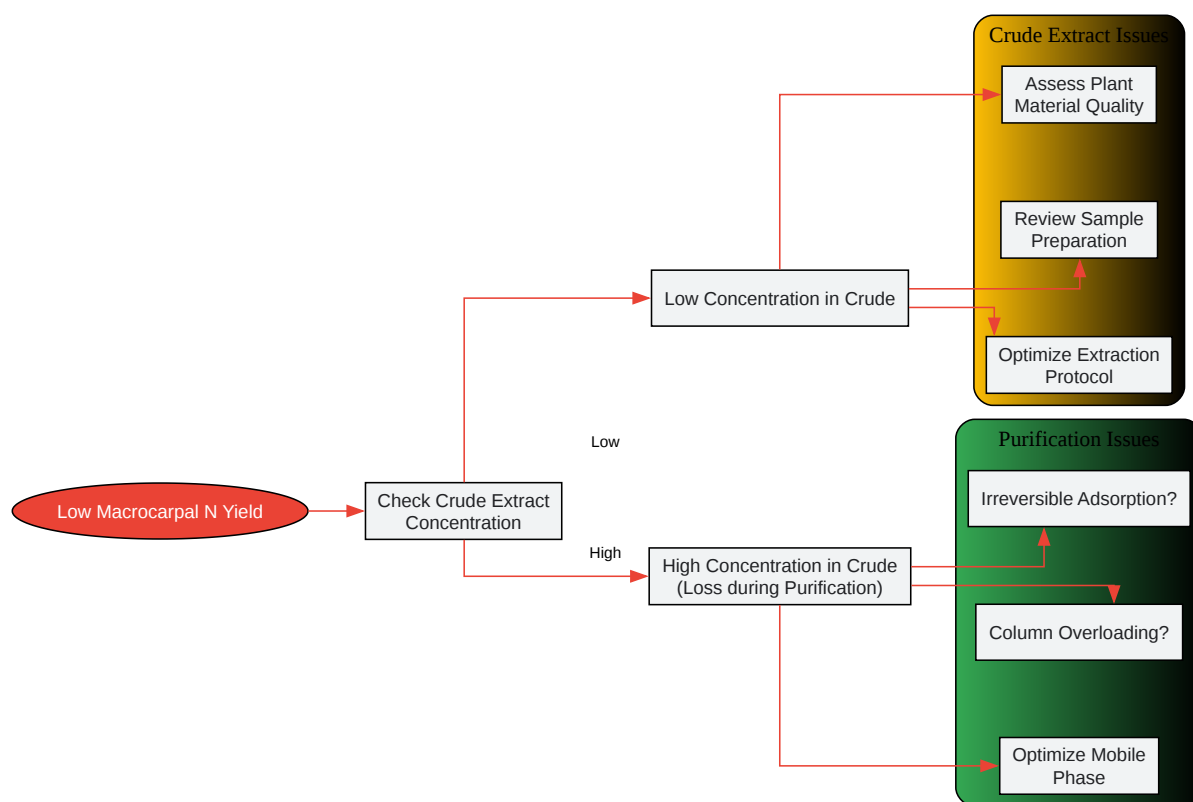 Crude Extract Issues
Assess Plant
Material Quality
Review Sample
Preparation
Low Concentration in Crude
Optimize Extraction
Protocol
Low
Purification Issues
Low Macrocarpal N Yield
Check Crude Extract
Concentration
Irreversible Adsorption?
High
High Concentration in Crude
(Loss during Purification)
Column Overloading?
Optimize Mobile
Phase